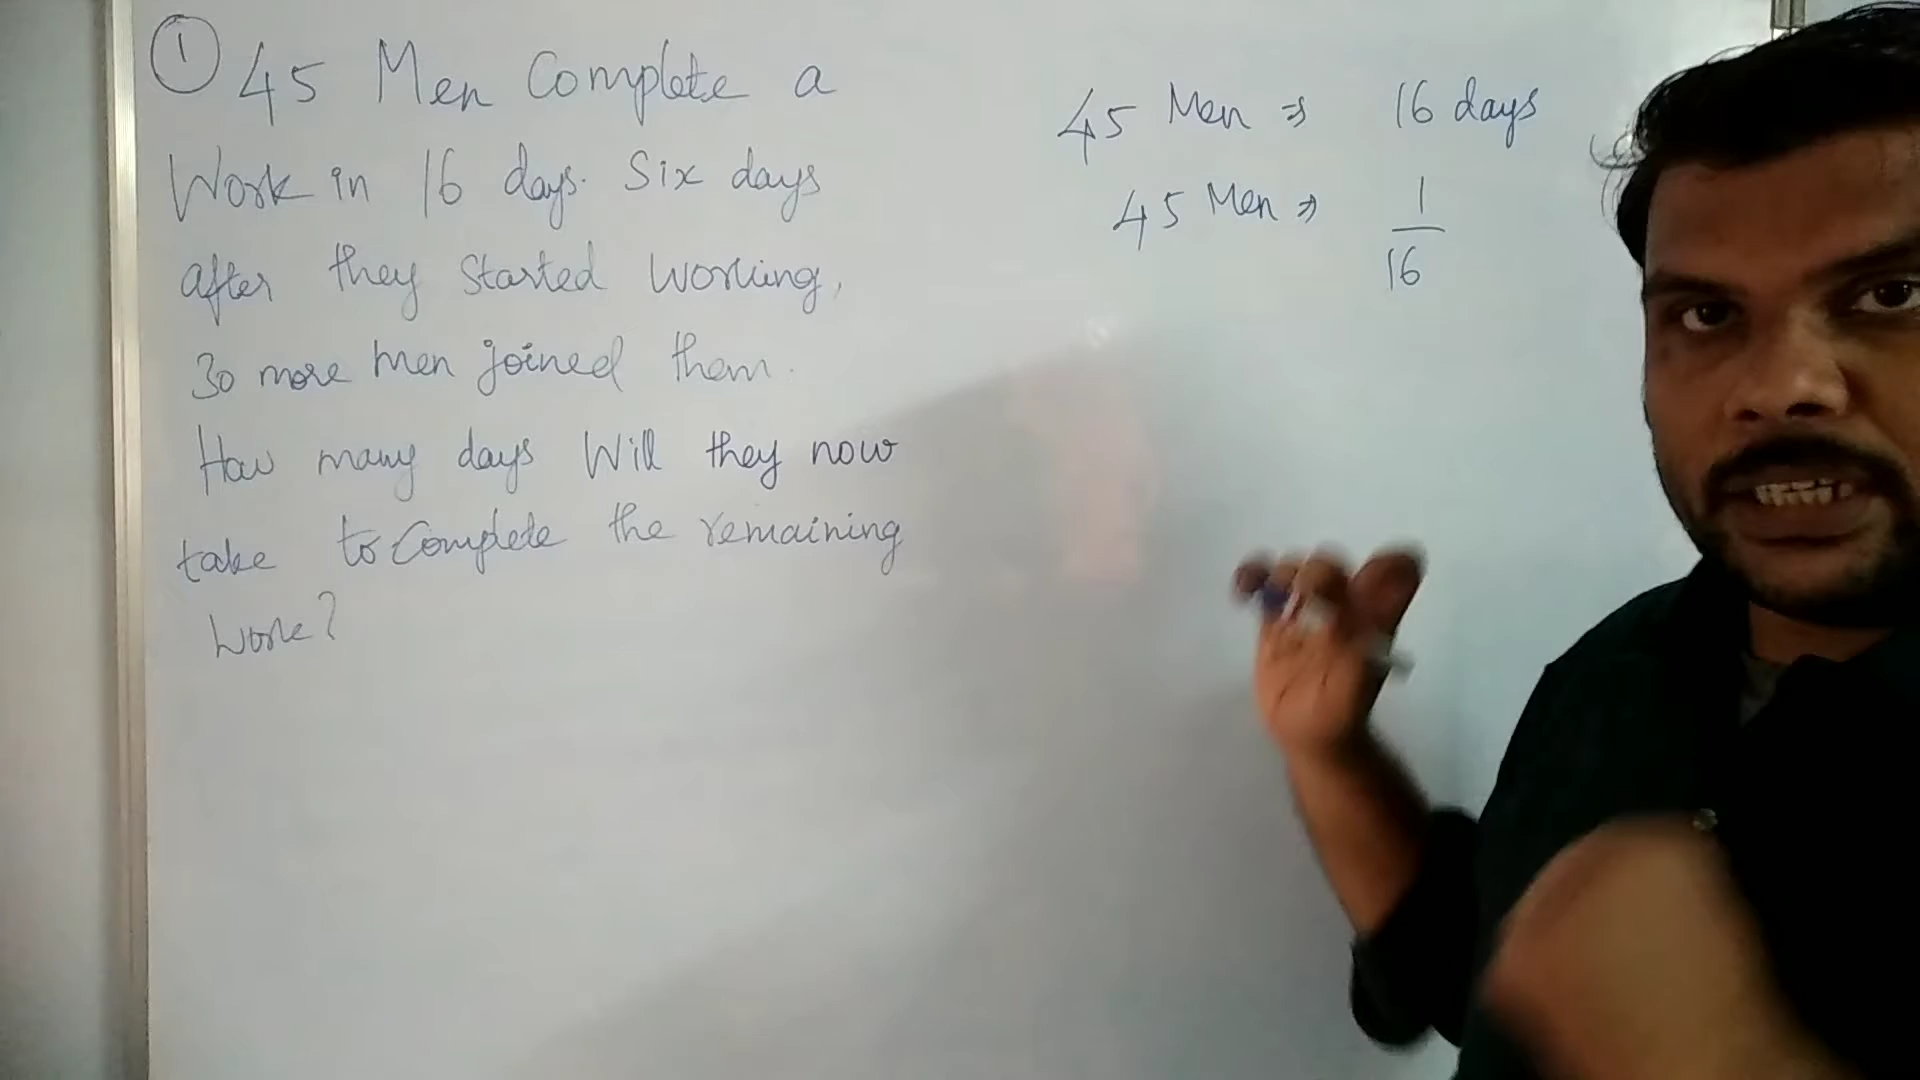 ① 45 Men Complete a
Work in 16 days. Six days
after they started working,
30 more men joined them.
How many days Will they now
take to Complete the remaining
Work?
45 Men ⇒ 16 days
45 Men ⇒ 1/16